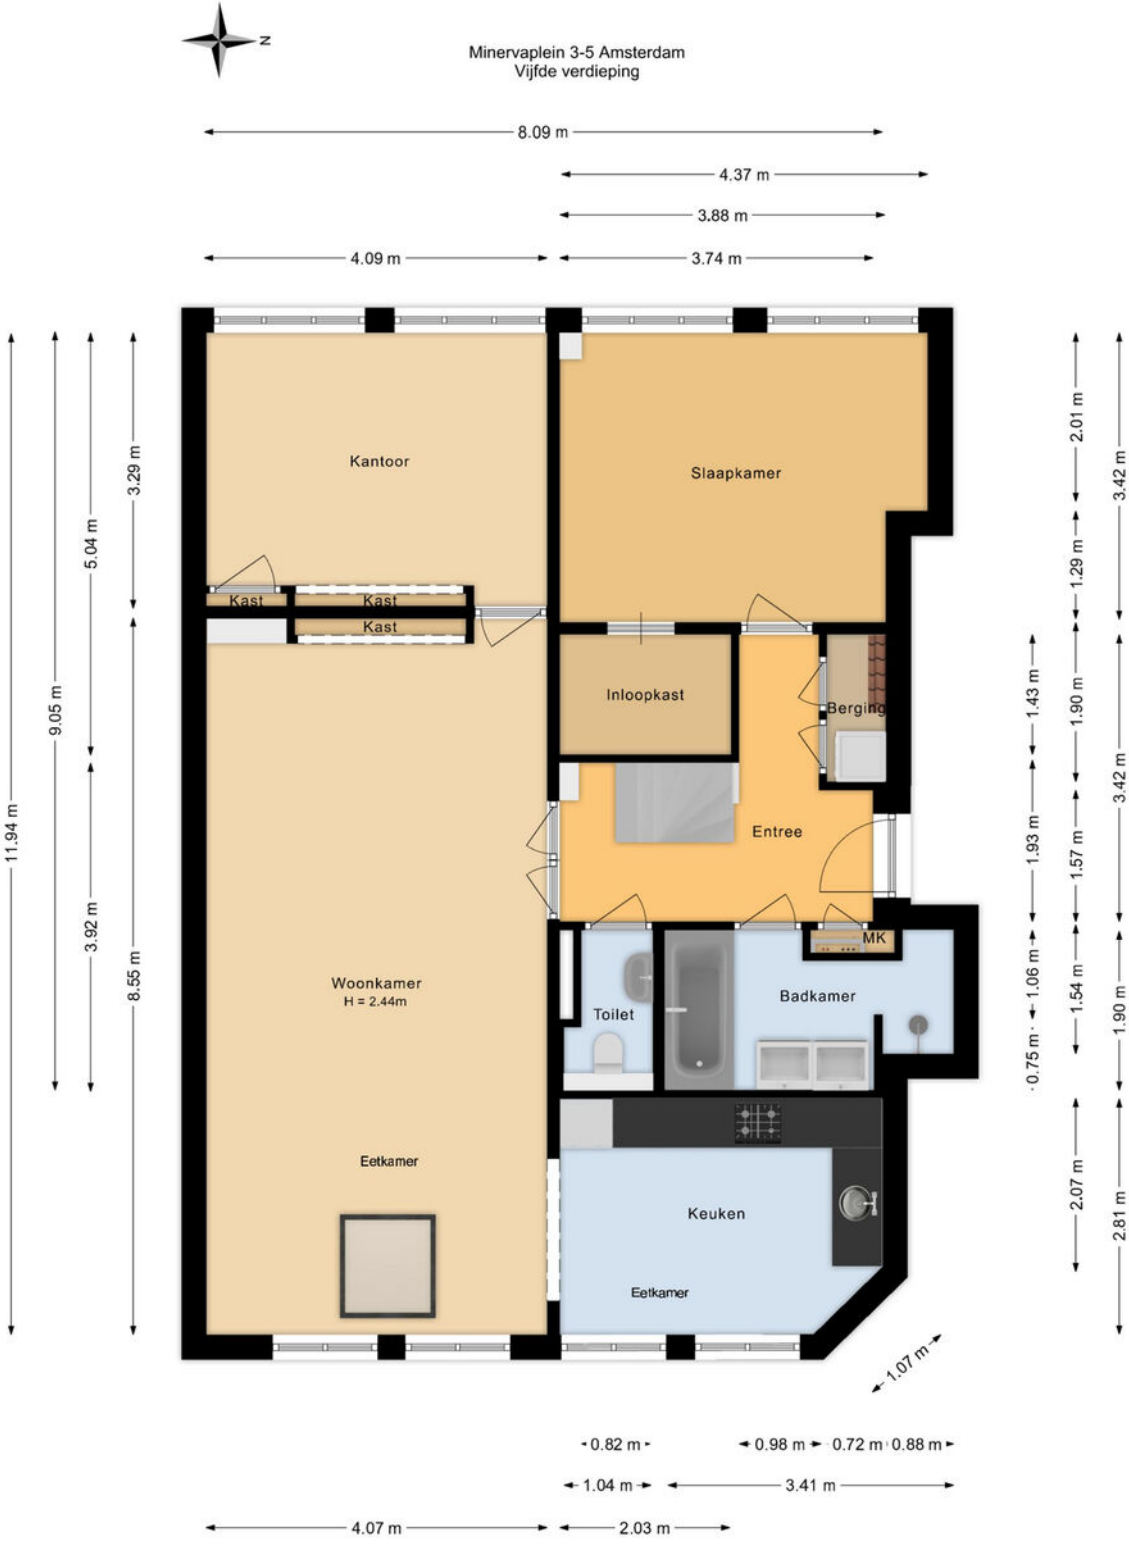 N
Minervaplein 3-5 Amsterdam
Vijfde verdieping
8.09 m
4.37 m
3.88 m
4.09 m
3.74 m
11.94 m
9.05 m
5.04 m
3.92 m
3.29 m
8.55 m
Kantoor
Slaapkamer
Kast
Kast
Kast
Inloopkast
Berging
Entree
Woonkamer
H = 2.44m
MK
Badkamer
Toilet
Eetkamer
Keuken
Eetkamer
2.01 m
3.42 m
1.29 m
1.43 m
1.90 m
3.42 m
1.93 m
1.57 m
1.06 m
1.54 m
1.90 m
0.75 m
2.07 m
2.81 m
1.07 m
0.82 m
0.98 m
0.72 m
0.88 m
1.04 m
3.41 m
4.07 m
2.03 m